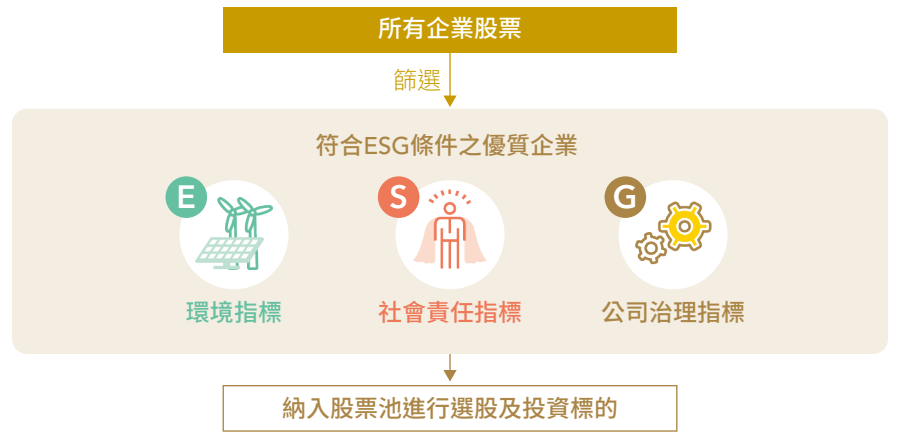 所有企業股票
篩選
符合ESG條件之優質企業
E
S
G
環境指標
社會責任指標
公司治理指標
納入股票池進行選股及投資標的